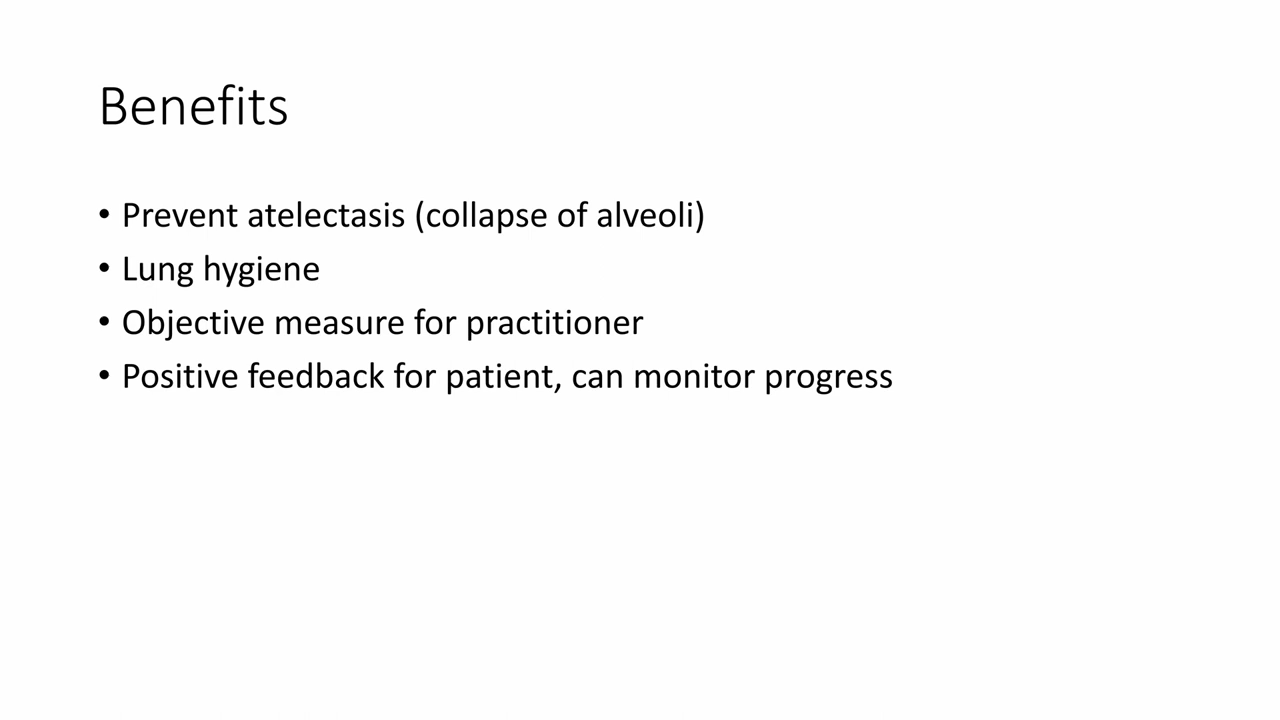 Benefits
• Prevent atelectasis (collapse of alveoli)
• Lung hygiene
• Objective measure for practitioner
• Positive feedback for patient, can monitor progress